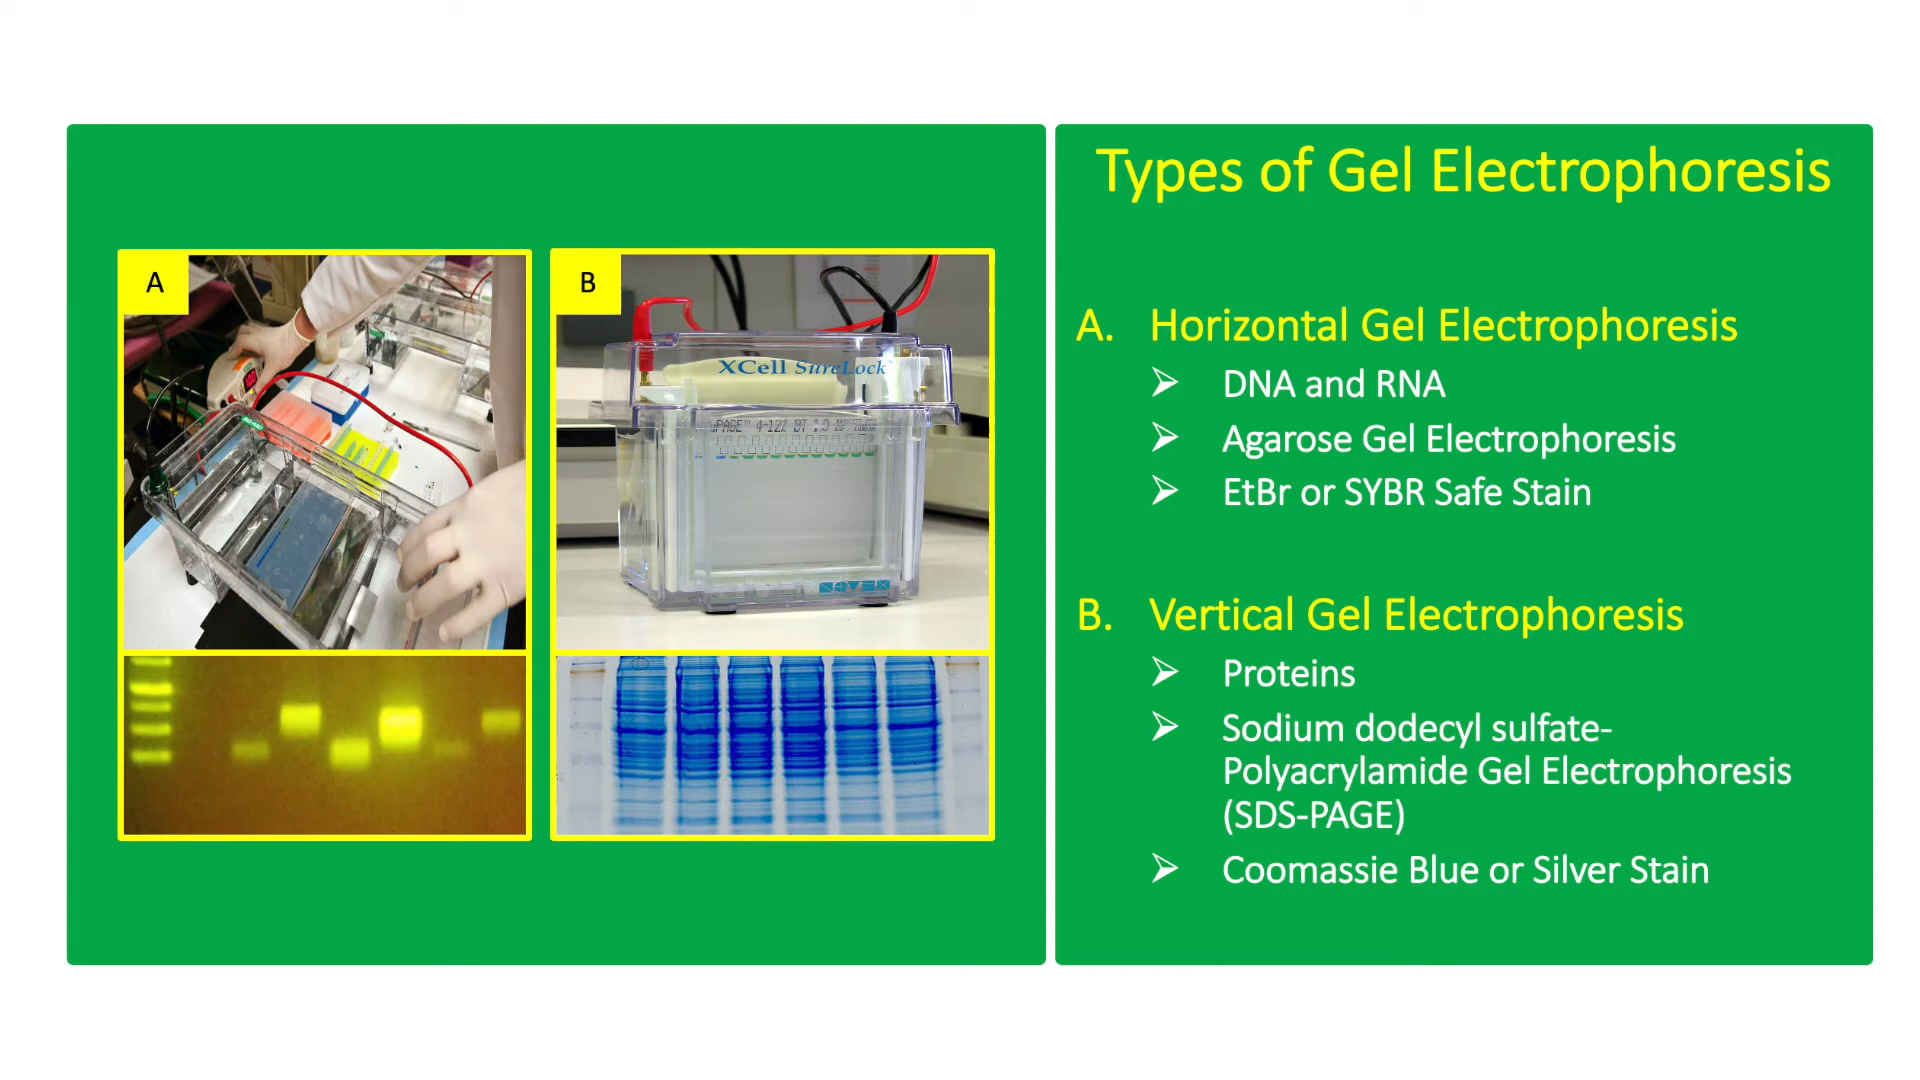 A
B
XCell SureLock
NOVEX
Types of Gel Electrophoresis
A. Horizontal Gel Electrophoresis
DNA and RNA
Agarose Gel Electrophoresis
EtBr or SYBR Safe Stain
B. Vertical Gel Electrophoresis
Proteins
Sodium dodecyl sulfate-
Polyacrylamide Gel Electrophoresis
(SDS-PAGE)
Coomassie Blue or Silver Stain